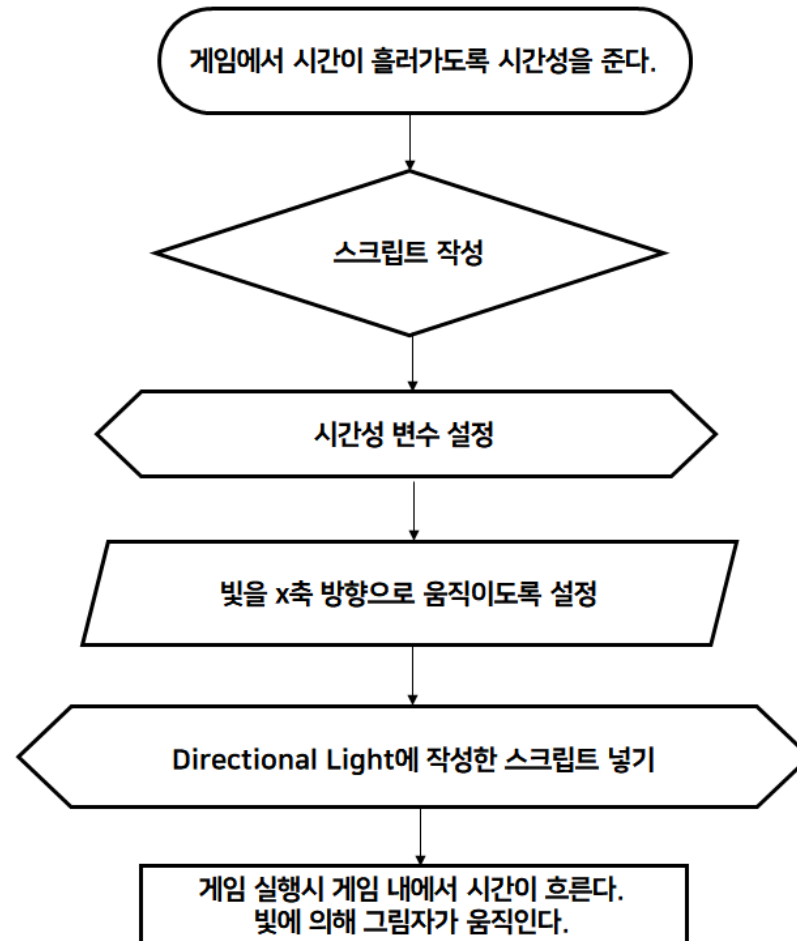 게임에서 시간이 흘러가도록 시간성을 준다.
스크립트 작성
시간성 변수 설정
빛을 x축 방향으로 움직이도록 설정
Directional Light에 작성한 스크립트 넣기
게임 실행시 게임 내에서 시간이 흐른다.
빛에 의해 그림자가 움직인다.